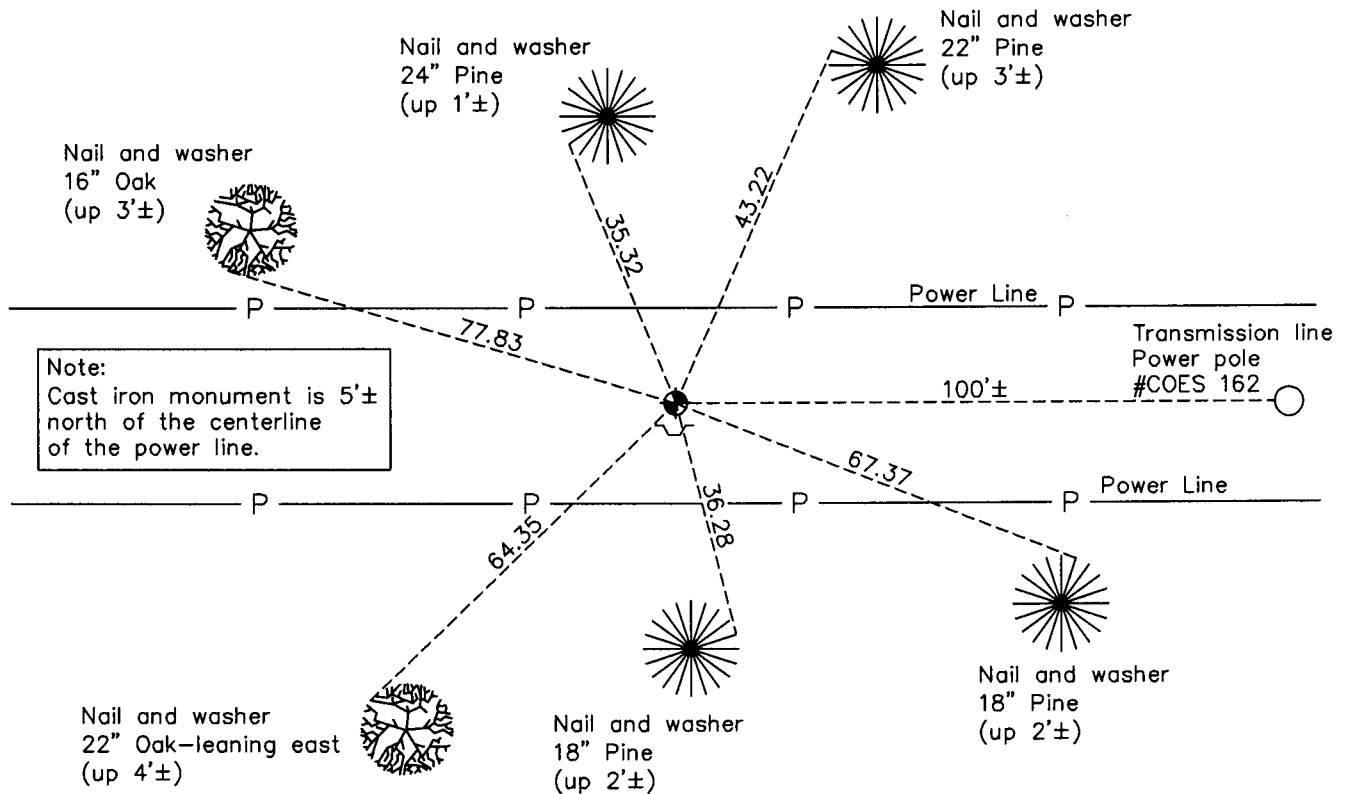 Nail and washer
22” Pine
(up 3'±)
Nail and washer
24” Pine
(up 1'±)
Nail and washer
16” Oak
(up 3'±)
35.32
43.22
P
P
P
Power Line
P
77.83
Transmission line
Power pole
#COES 162
100'±
Note:
Cast iron monument is 5'±
north of the centerline
of the power line.
67.37
P
P
P
P
Power Line
64.35
36.28
Nail and washer
18” Pine
(up 2'±)
Nail and washer
22” Oak-leaning east
(up 4'±)
Nail and washer
18” Pine
(up 2'±)